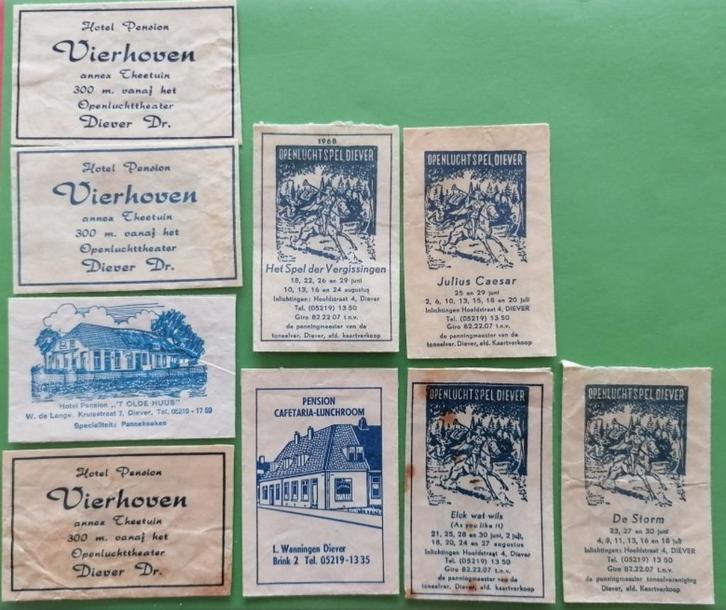 Hotel Pension
Vierhoven
annex Theetuin
300 m. vanaf het
Openluchttheater
Diever Dr.
Hotel Pension
Vierhoven
annex Theetuin
300 m. vanaf het
Openluchttheater
Diever Dr.
Hotel Pension ,,'T OLDE HUUS"
W. de Lange, Kruisstraat 7, Diever, Tel. 05219 - 17 59
Specialiteit: Pannekoeken
Hotel Pension
Vierhoven
annex Theetuin
300 m. vanaf het
Openluchttheater
Diever Dr.
1968
OPENLUCHTSPEL DIEVER
Het Spel der Vergissingen
18, 22, 26 en 29 juni
10, 13, 16 en 24 augustus
Inlichtingen: Hoofdstraat 4, Diever
Tel. (05219) 13 50
Giro 82.22.07 t.n.v.
de penningmeester van de
toneelver. Diever, afd. kaartverkoop
OPENLUCHTSPEL DIEVER
Julius Caesar
25 en 29 juni
2, 6, 10, 13, 15, 18 en 20 juli
Inlichtingen: Hoofdstraat 4, Diever
Tel. (05219) 13 50
Giro 82.22.07 t.n.v.
de penningmeester van de
toneelver. Diever, afd. Kaartverkoop
PENSION
CAFETARIA-LUNCHROOM
L. Wanningen Diever
Brink 2 Tel. 05219-1335
OPENLUCHTSPEL DIEVER
Elck wat wils
(As you like it)
21, 25, 28 en 30 juni, 2 juli,
18, 20, 24 en 27 augustus
Inlichtingen: Hoofdstraat 4, Diever
Tel. (05219) 13 50
Giro 82.22.07 t.n.v.
de penningmeester van de
toneelver. Diever, afd. kaartverkoop
OPENLUCHTSPEL DIEVER
De Storm
23, 27 en 30 juni
4, 8, 11, 13, 16 en 18 juli
Inlichtingen: Hoofdstraat 4, DIEVER
Tel. (05219) 13 50
Giro 82.22.07 t.n.v.
de penningmeester toneelvereniging
Diever, afd. Kaartverkoop